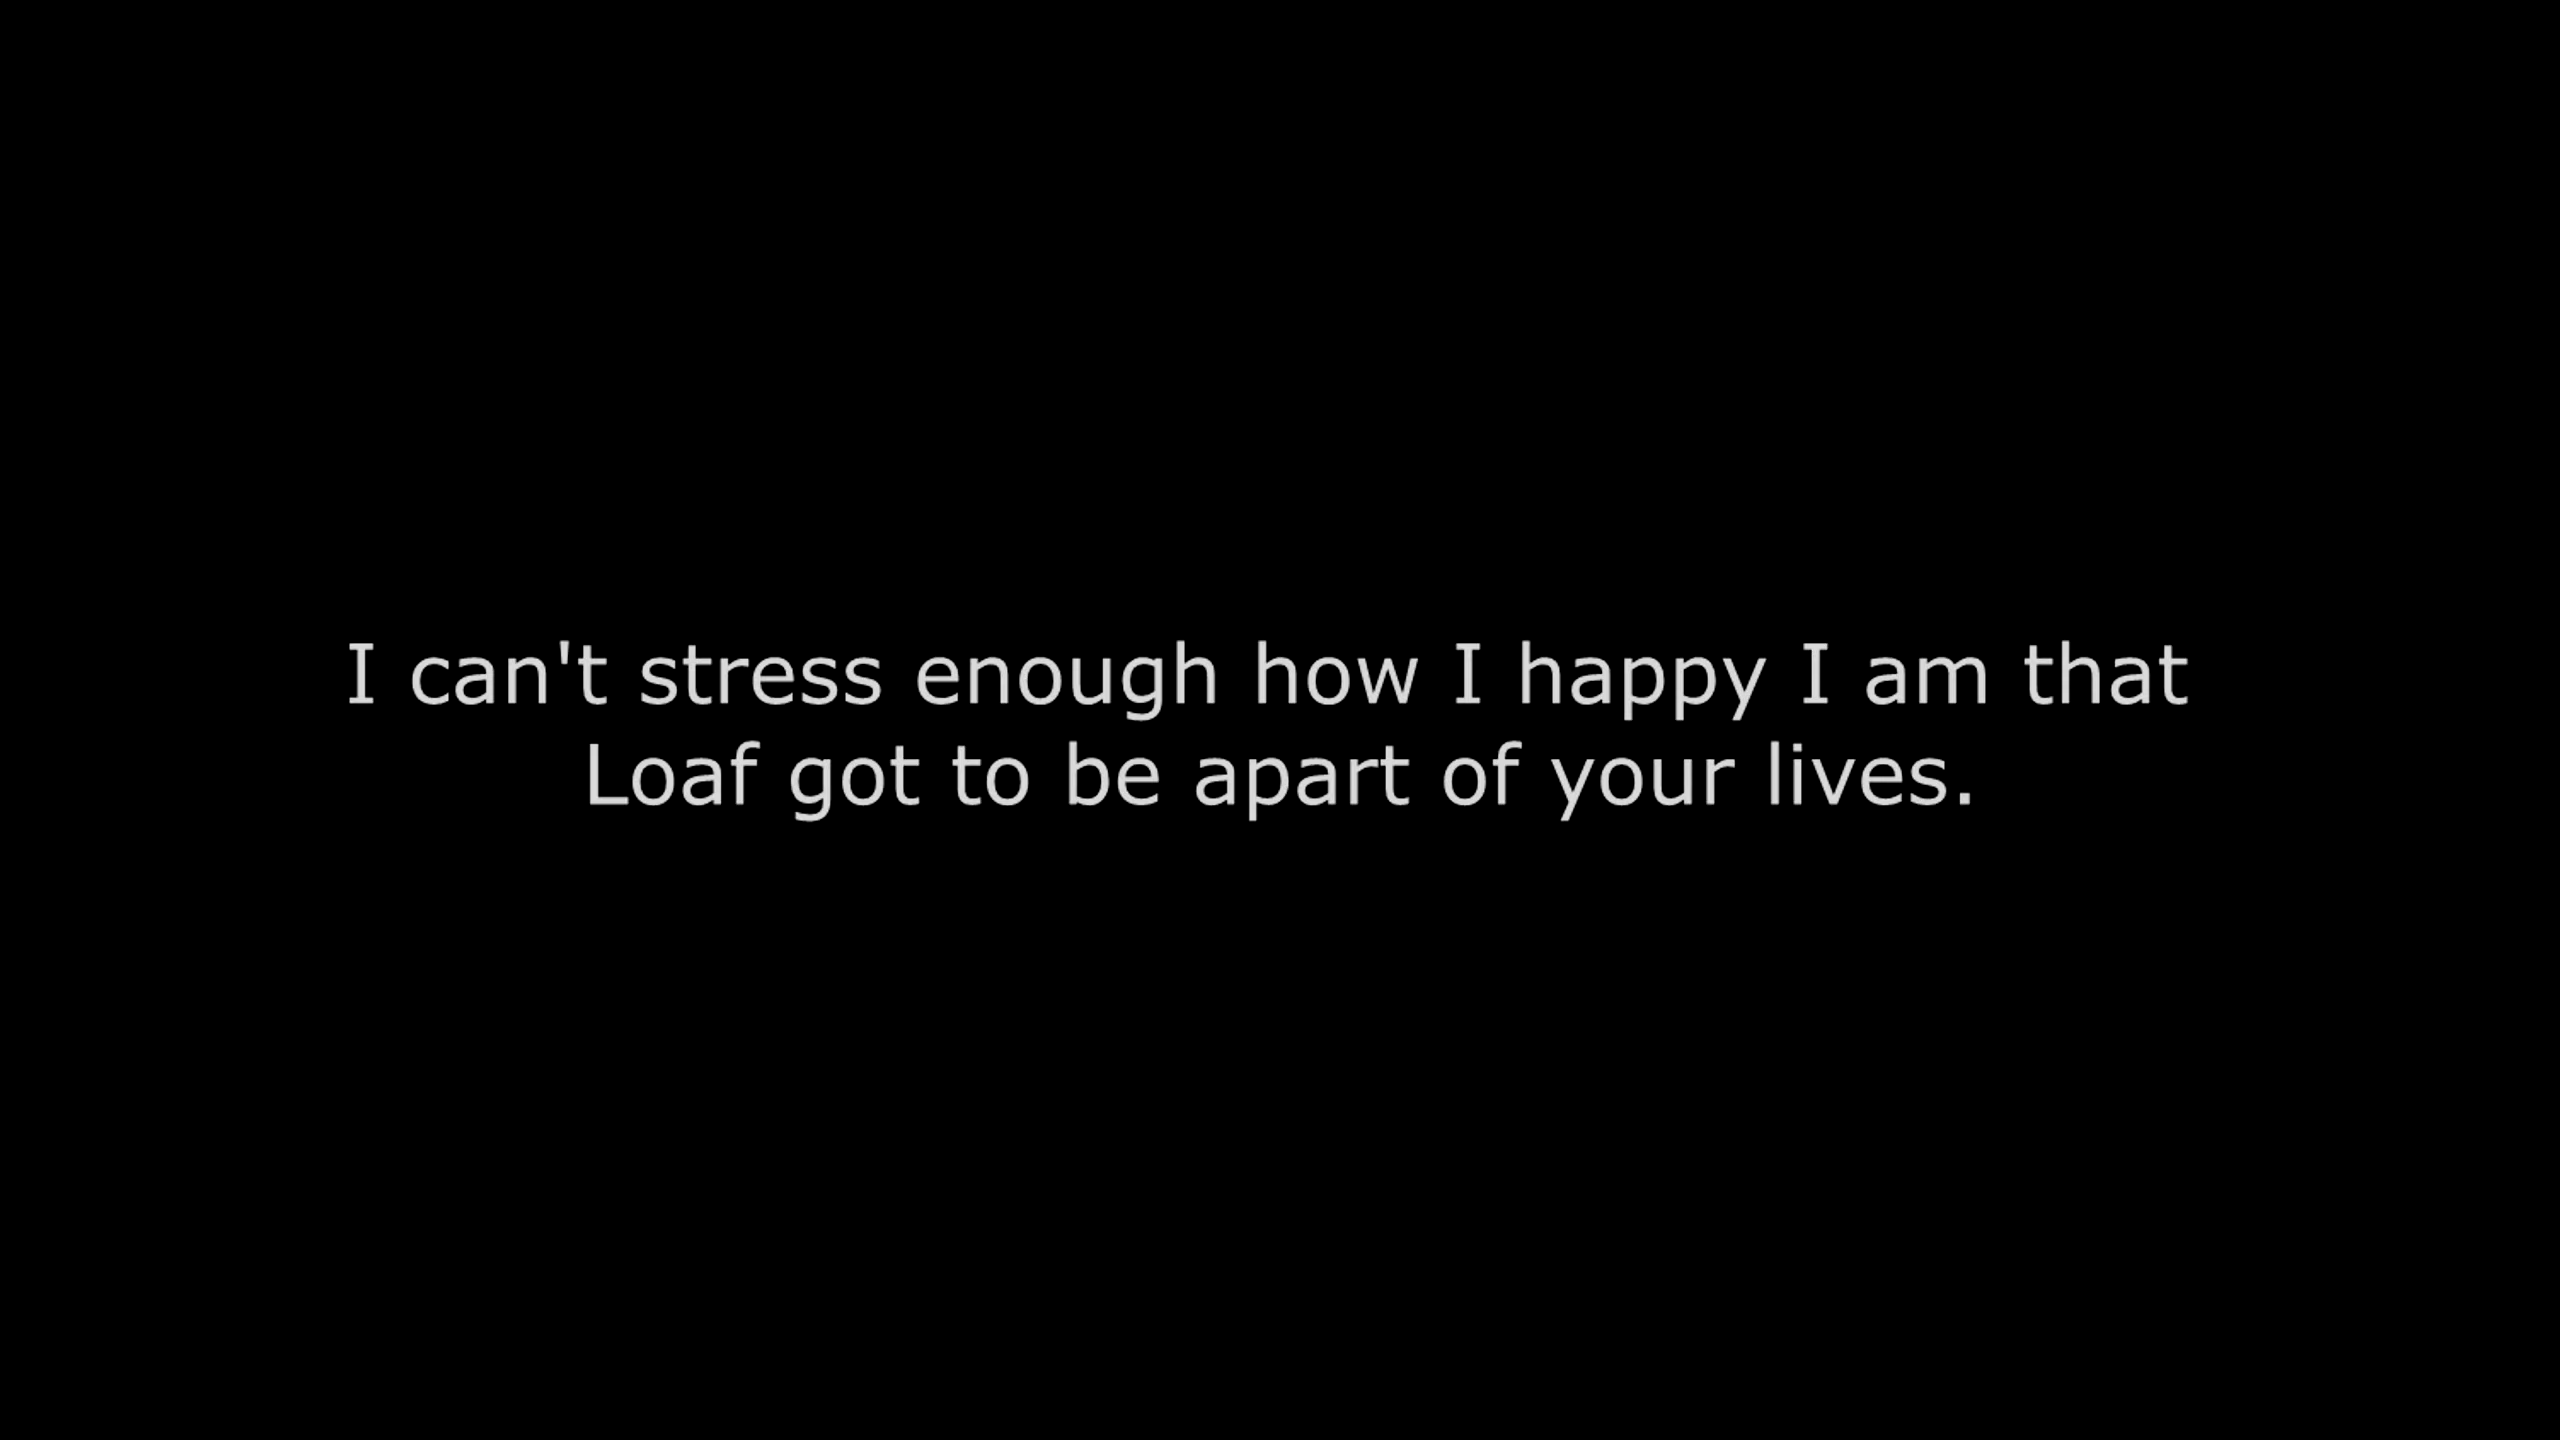 I can't stress enough how I happy I am that
Loaf got to be apart of your lives.